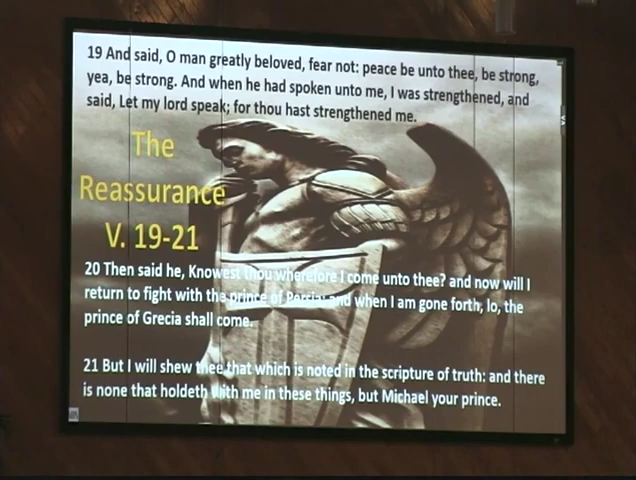 19 And said, O man greatly beloved, fear not: peace be unto thee, be strong,
yea, be strong. And when he had spoken unto me, I was strengthened, and
said, Let my lord speak; for thou hast strengthened me.
The
Reassurance
V. 19-21
20 Then said he, Knowest thou wherefore I come unto thee? and now will I
return to fight with the prince of Persia: and when I am gone forth, lo, the
prince of Grecia shall come.
21 But I will shew thee that which is noted in the scripture of truth: and there
is none that holdeth with me in these things, but Michael your prince.